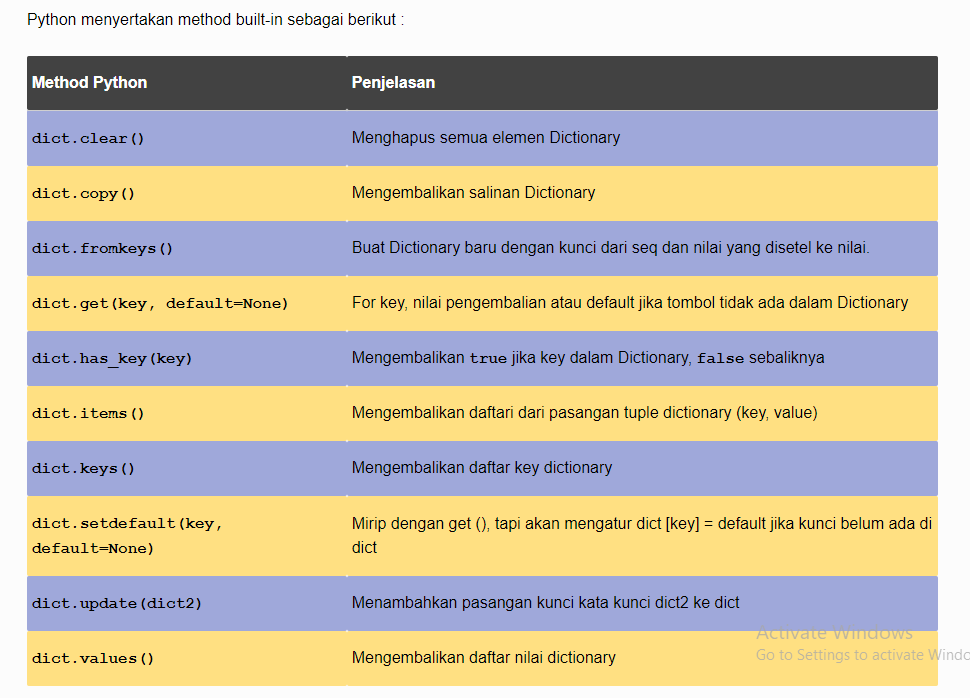 Python menyertakan method built-in sebagai berikut :
Method Python Penjelasan
dict.clear() Menghapus semua elemen Dictionary
dict.copy() Mengembalikan salinan Dictionary
dict.fromkeys() Buat Dictionary baru dengan kunci dari seq dan nilai yang disetel ke nilai.
dict.get(key, default=None) For key, nilai pengembalian atau default jika tombol tidak ada dalam Dictionary
dict.has_key(key) Mengembalikan true jika key dalam Dictionary, false sebaliknya
dict.items() Mengembalikan daftari dari pasangan tuple dictionary (key, value)
dict.keys() Mengembalikan daftar key dictionary
dict.setdefault(key, Mirip dengan get (), tapi akan mengatur dict [key] = default jika kunci belum ada di
default=None) dict
dict.update(dict2) Menambahkan pasangan kunci kata kunci dict2 ke dict
dict.values() Mengembalikan daftar nilai dictionary
Activate Windows
Go to Settings to activate Windo